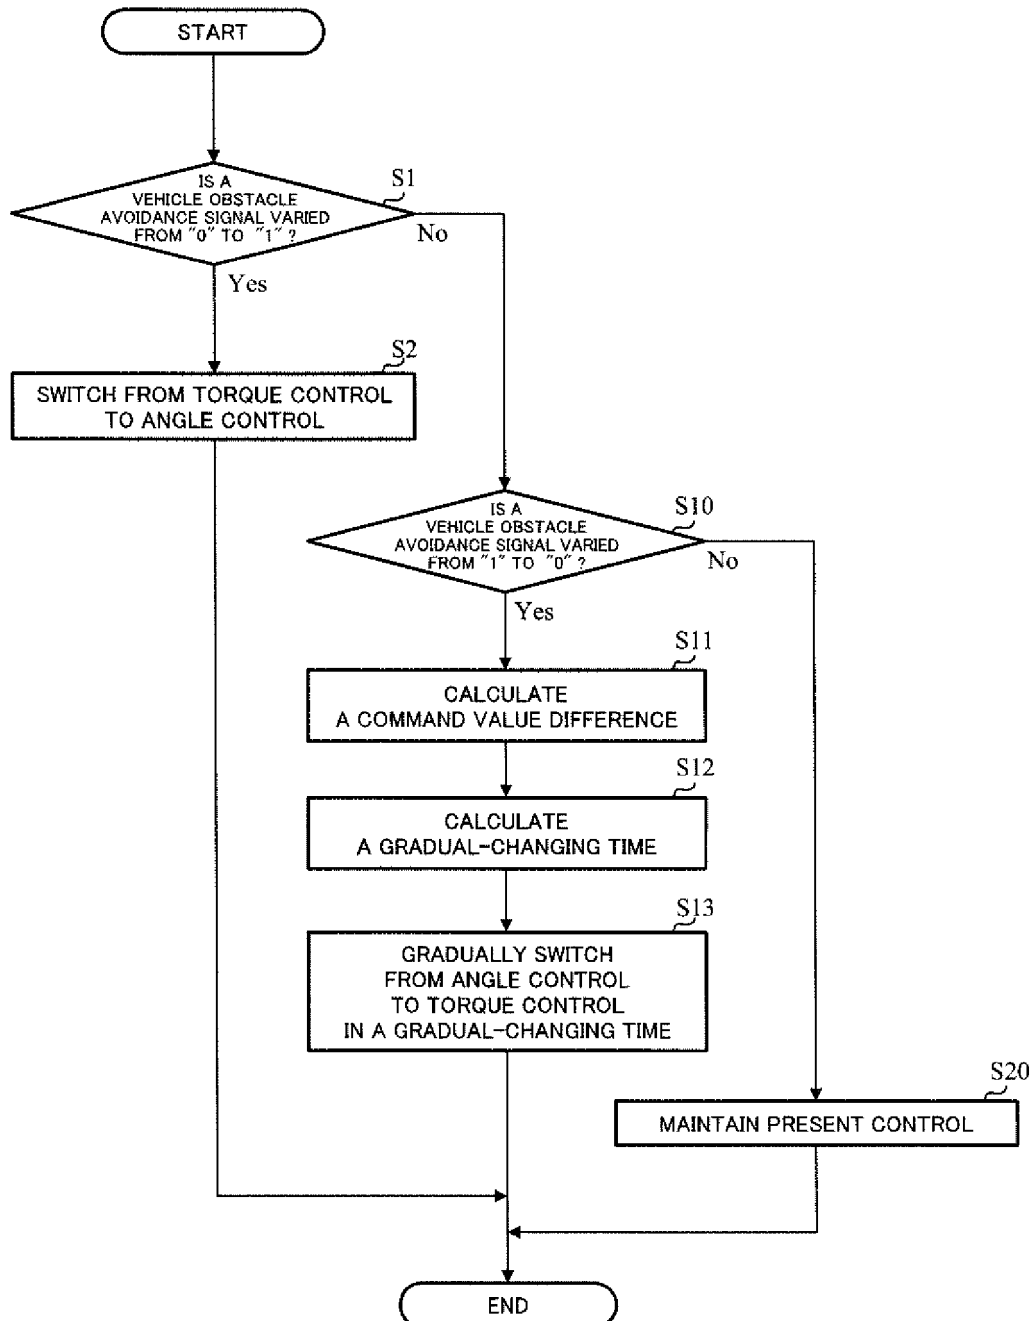 START
IS A
VEHICLE OBSTACLE
AVOIDANCE SIGNAL VARIED
FROM "0" TO "1" ?
S1
No
Yes
S2
SWITCH FROM TORQUE CONTROL
TO ANGLE CONTROL
IS A
VEHICLE OBSTACLE
AVOIDANCE SIGNAL VARIED
FROM "1" TO "0" ?
S10
No
Yes
S11
CALCULATE
A COMMAND VALUE DIFFERENCE
S12
CALCULATE
A GRADUAL-CHANGING TIME
S13
GRADUALLY SWITCH
FROM ANGLE CONTROL
TO TORQUE CONTROL
IN A GRADUAL-CHANGING TIME
S20
MAINTAIN PRESENT CONTROL
END